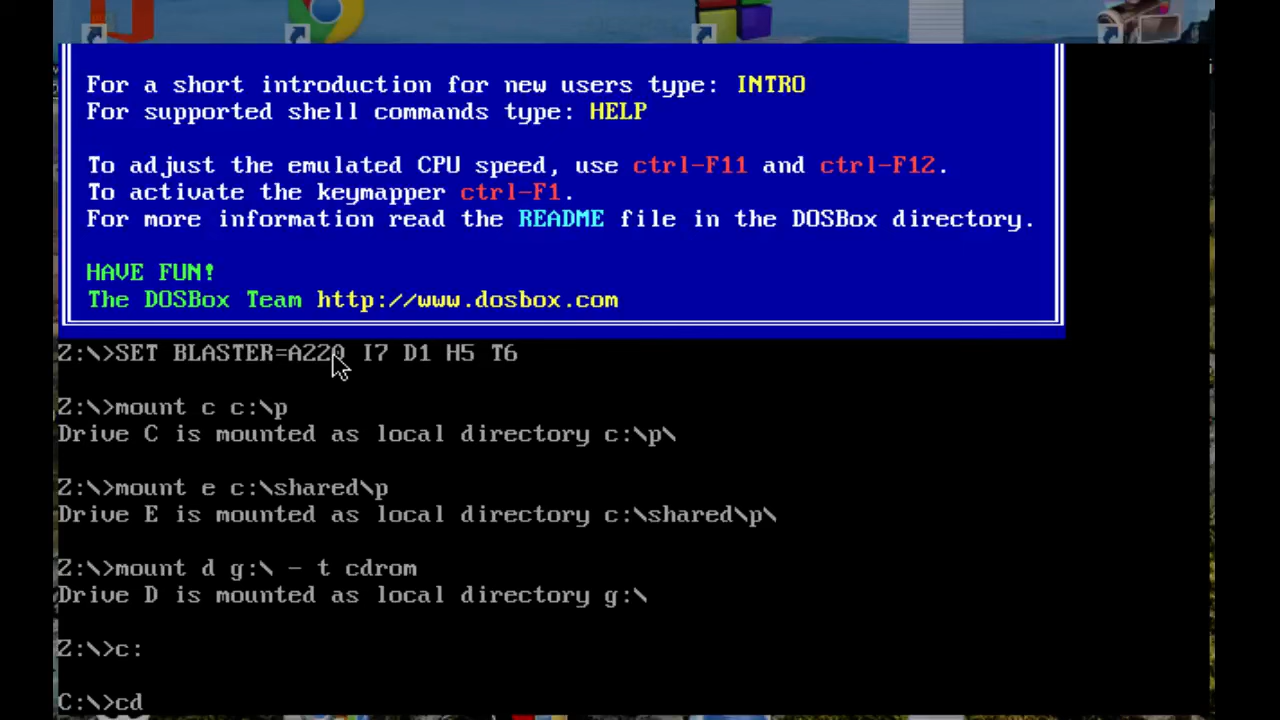 For a short introduction for new users type: INTRO
For supported shell commands type: HELP
To adjust the emulated CPU speed, use ctrl-F11 and ctrl-F12.
To activate the keymapper ctrl-F1.
For more information read the README file in the DOSBox directory.
HAVE FUN!
The DOSBox Team http://www.dosbox.com
Z:\>SET BLASTER=A220 I7 D1 H5 T6
Z:\>mount c c:\p
Drive C is mounted as local directory c:\p\
Z:\>mount e c:\shared\p
Drive E is mounted as local directory c:\shared\p\
Z:\>mount d g:\ - t cdrom
Drive D is mounted as local directory g:\
Z:\>c:
C:\>cd